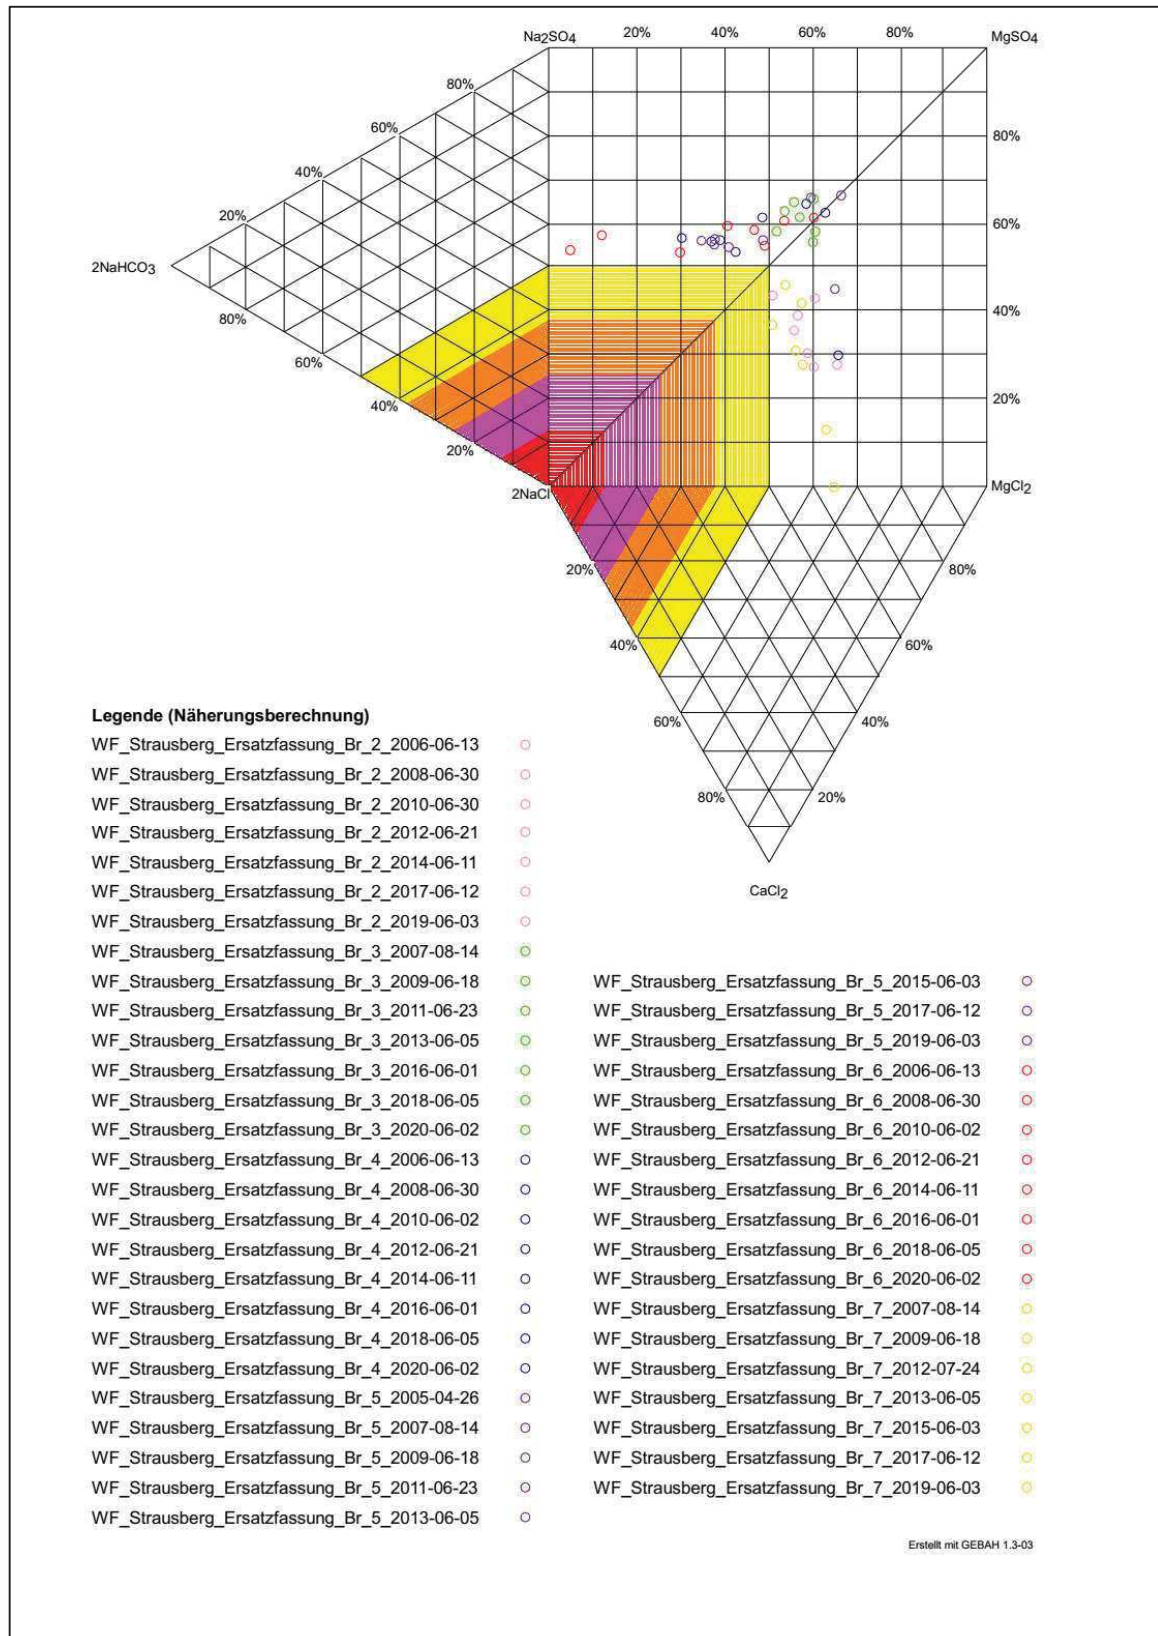 Na2SO4 20% 40% 60% 80% MgSO4
80%
60%
40%
20%
2NaHCO3
80%
60%
40%
20%
80%
60%
40%
20%
2NaCl
MgCl2
20%
40%
60%
80%
80%
60%
40%
20%
CaCl2
Legende (Näherungsberechnung)
WF_Strausberg_Ersatzfassung_Br_2_2006-06-13
WF_Strausberg_Ersatzfassung_Br_2_2008-06-30
WF_Strausberg_Ersatzfassung_Br_2_2010-06-30
WF_Strausberg_Ersatzfassung_Br_2_2012-06-21
WF_Strausberg_Ersatzfassung_Br_2_2014-06-11
WF_Strausberg_Ersatzfassung_Br_2_2017-06-12
WF_Strausberg_Ersatzfassung_Br_2_2019-06-03
WF_Strausberg_Ersatzfassung_Br_3_2007-08-14
WF_Strausberg_Ersatzfassung_Br_3_2009-06-18
WF_Strausberg_Ersatzfassung_Br_3_2011-06-23
WF_Strausberg_Ersatzfassung_Br_3_2013-06-05
WF_Strausberg_Ersatzfassung_Br_3_2016-06-01
WF_Strausberg_Ersatzfassung_Br_3_2018-06-05
WF_Strausberg_Ersatzfassung_Br_3_2020-06-02
WF_Strausberg_Ersatzfassung_Br_4_2006-06-13
WF_Strausberg_Ersatzfassung_Br_4_2008-06-30
WF_Strausberg_Ersatzfassung_Br_4_2010-06-02
WF_Strausberg_Ersatzfassung_Br_4_2012-06-21
WF_Strausberg_Ersatzfassung_Br_4_2014-06-11
WF_Strausberg_Ersatzfassung_Br_4_2016-06-01
WF_Strausberg_Ersatzfassung_Br_4_2018-06-05
WF_Strausberg_Ersatzfassung_Br_4_2020-06-02
WF_Strausberg_Ersatzfassung_Br_5_2005-04-26
WF_Strausberg_Ersatzfassung_Br_5_2007-08-14
WF_Strausberg_Ersatzfassung_Br_5_2009-06-18
WF_Strausberg_Ersatzfassung_Br_5_2011-06-23
WF_Strausberg_Ersatzfassung_Br_5_2013-06-05
WF_Strausberg_Ersatzfassung_Br_5_2015-06-03
WF_Strausberg_Ersatzfassung_Br_5_2017-06-12
WF_Strausberg_Ersatzfassung_Br_5_2019-06-03
WF_Strausberg_Ersatzfassung_Br_6_2006-06-13
WF_Strausberg_Ersatzfassung_Br_6_2008-06-30
WF_Strausberg_Ersatzfassung_Br_6_2010-06-02
WF_Strausberg_Ersatzfassung_Br_6_2012-06-21
WF_Strausberg_Ersatzfassung_Br_6_2014-06-11
WF_Strausberg_Ersatzfassung_Br_6_2016-06-01
WF_Strausberg_Ersatzfassung_Br_6_2018-06-05
WF_Strausberg_Ersatzfassung_Br_6_2020-06-02
WF_Strausberg_Ersatzfassung_Br_7_2007-08-14
WF_Strausberg_Ersatzfassung_Br_7_2009-06-18
WF_Strausberg_Ersatzfassung_Br_7_2012-07-24
WF_Strausberg_Ersatzfassung_Br_7_2013-06-05
WF_Strausberg_Ersatzfassung_Br_7_2015-06-03
WF_Strausberg_Ersatzfassung_Br_7_2017-06-12
WF_Strausberg_Ersatzfassung_Br_7_2019-06-03
Erstellt mit GEBAH 1.3-03